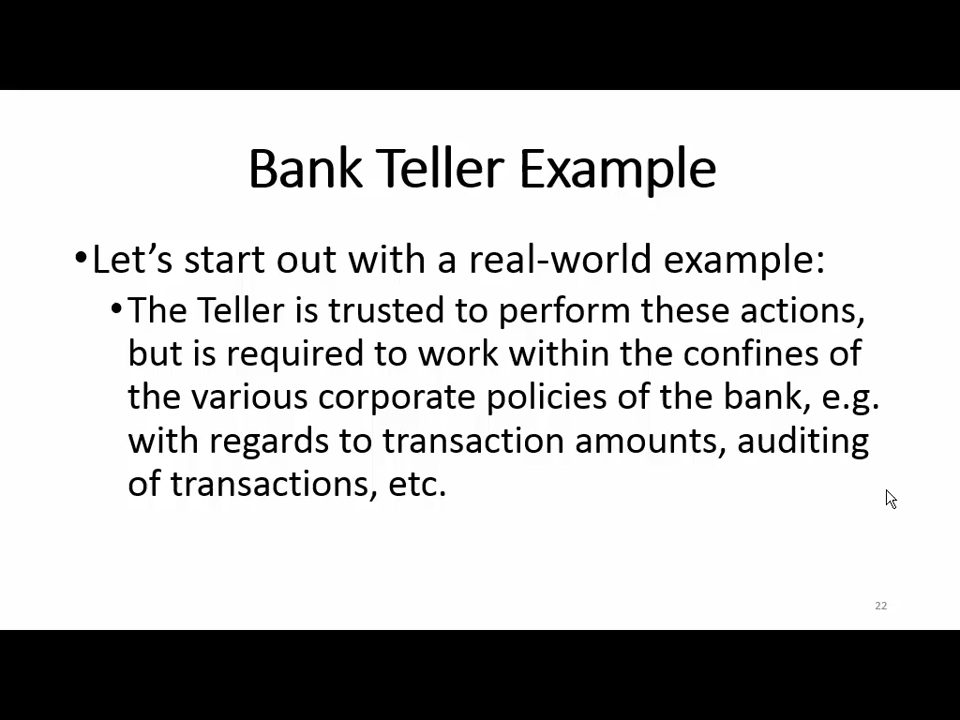 Bank Teller Example
•Let’s start out with a real-world example:
•The Teller is trusted to perform these actions,
but is required to work within the confines of
the various corporate policies of the bank, e.g.
with regards to transaction amounts, auditing
of transactions, etc.
22